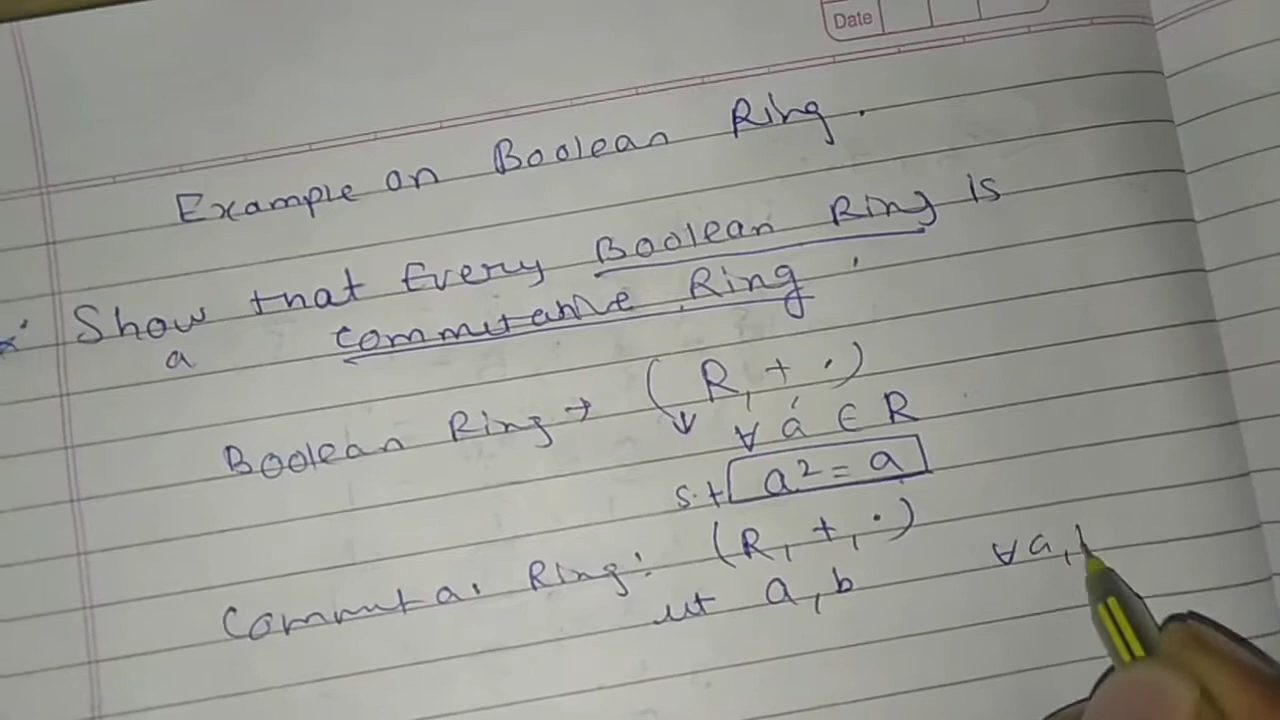 Date
Example on Boolean Ring.
Show that Every Boolean Ring is
a commutative Ring.
Boolean Ring → (R, + .)
∀ a ∈ R
s.t a² = a
Commuta. Ring: (R, +, .)
let a, b ∀ a,